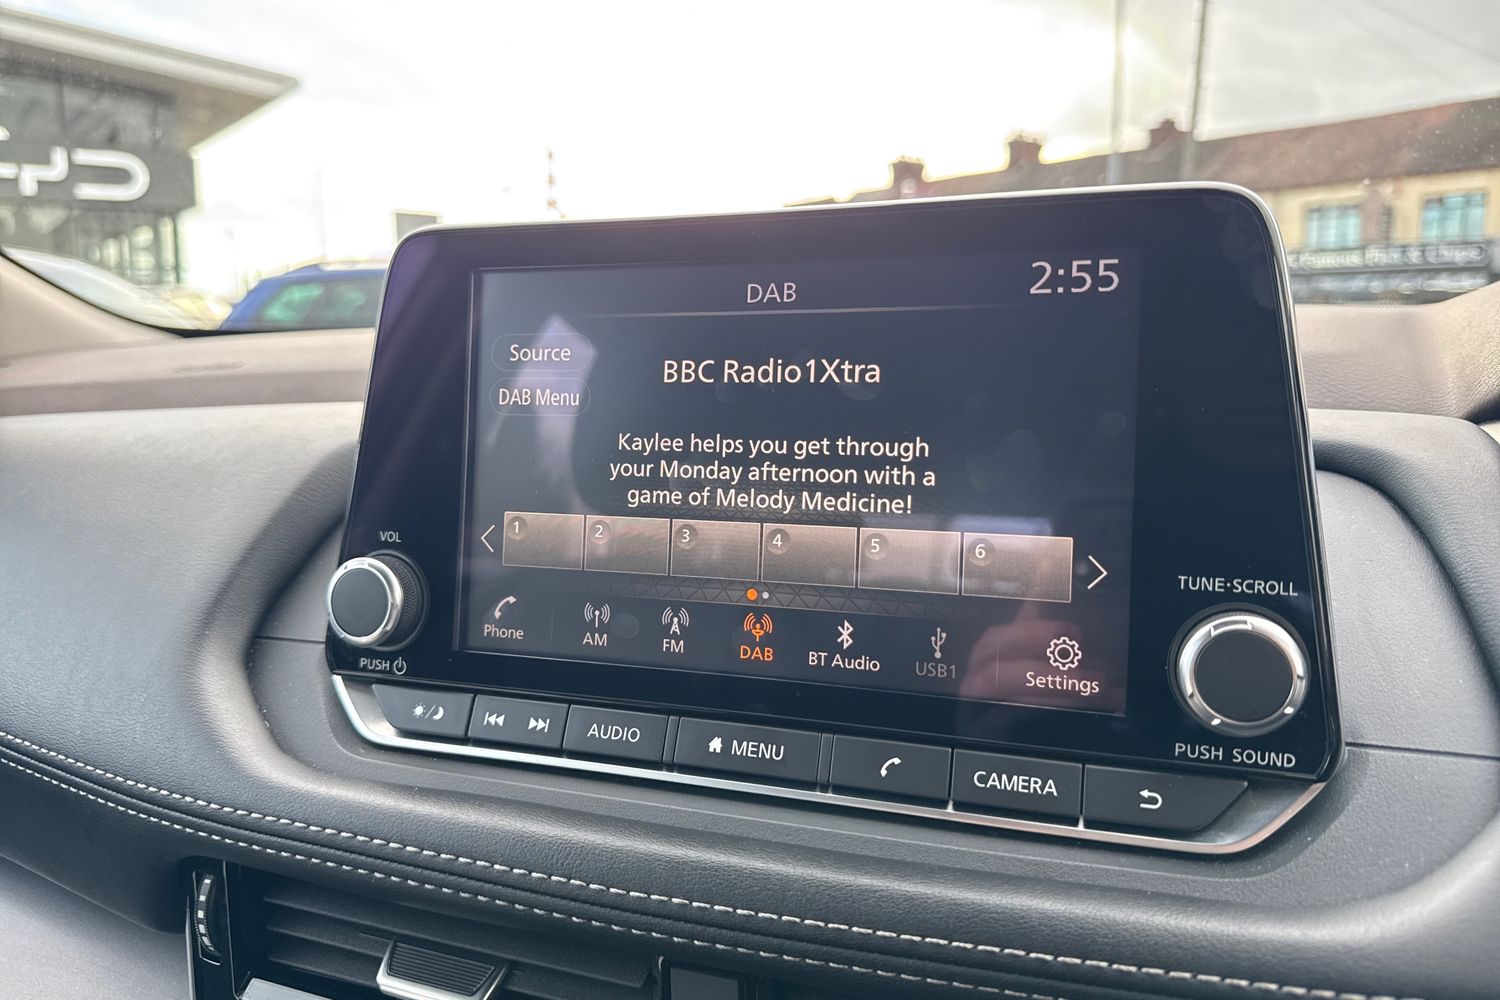 DAB
2:55
Source
BBC Radio1Xtra
DAB Menu
Kaylee helps you get through
your Monday afternoon with a
game of Melody Medicine!
1 2 3 4 5 6
VOL
PUSH
TUNE·SCROLL
PUSH SOUND
Phone
AM
FM
DAB
BT Audio
USB1
Settings
AUDIO
MENU
CAMERA